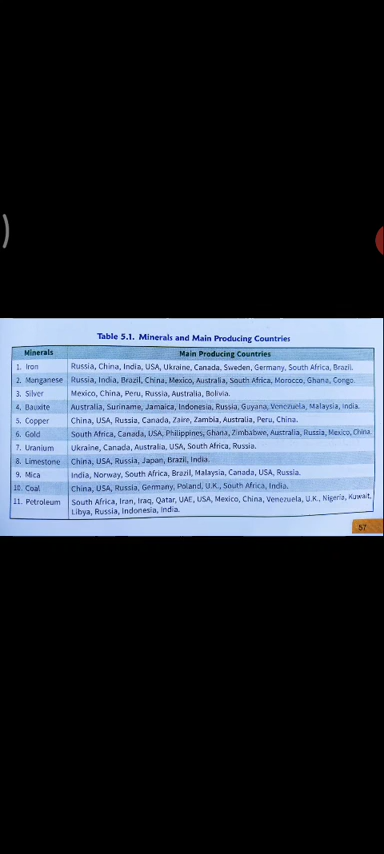 Table 5.1. Minerals and Main Producing Countries
Minerals Main Producing Countries
1. Iron Russia, China, India, USA, Ukraine, Canada, Sweden, Germany, South Africa, Brazil.
2. Manganese Russia, India, Brazil, China, Mexico, Australia, South Africa, Morocco, Ghana, Congo.
3. Silver Mexico, China, Peru, Russia, Australia, Bolivia.
4. Bauxite Australia, Suriname, Jamaica, Indonesia, Russia, Guyana, Venezuela, Malaysia, India.
5. Copper China, USA, Russia, Canada, Zaire, Zambia, Australia, Peru, China.
6. Gold South Africa, Canada, USA, Philippines, Ghana, Zimbabwe, Australia, Russia, Mexico, China.
7. Uranium Ukraine, Canada, Australia, USA, South Africa, Russia.
8. Limestone China, USA, Russia, Japan, Brazil, India.
9. Mica India, Norway, South Africa, Brazil, Malaysia, Canada, USA, Russia.
10. Coal China, USA, Russia, Germany, Poland, U.K., South Africa, India.
11. Petroleum South Africa, Iran, Iraq, Qatar, UAE, USA, Mexico, China, Venezuela, U.K., Nigeria, Kuwait,
Libya, Russia, Indonesia, India.
57